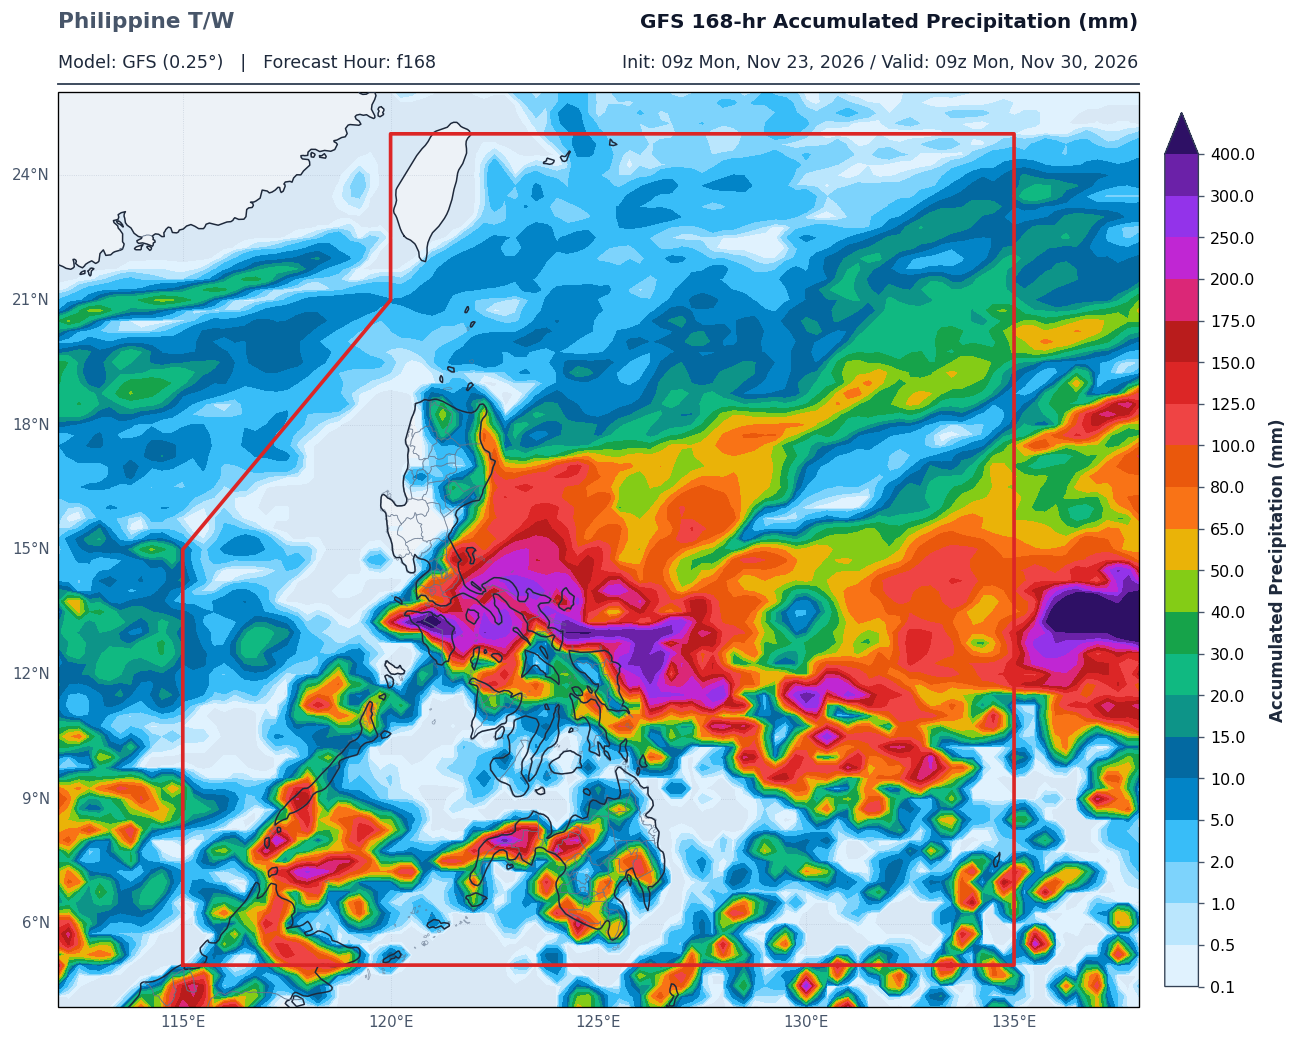 Philippine T/W
GFS 168-hr Accumulated Precipitation (mm)
Model: GFS (0.25°) | Forecast Hour: f168
Init: 09z Mon, Nov 23, 2026 / Valid: 09z Mon, Nov 30, 2026
24°N
21°N
18°N
15°N
12°N
9°N
6°N
115°E
120°E
125°E
130°E
135°E
400.0
300.0
250.0
200.0
175.0
150.0
125.0
100.0
80.0
65.0
50.0
40.0
30.0
20.0
15.0
10.0
5.0
2.0
1.0
0.5
0.1
Accumulated Precipitation (mm)